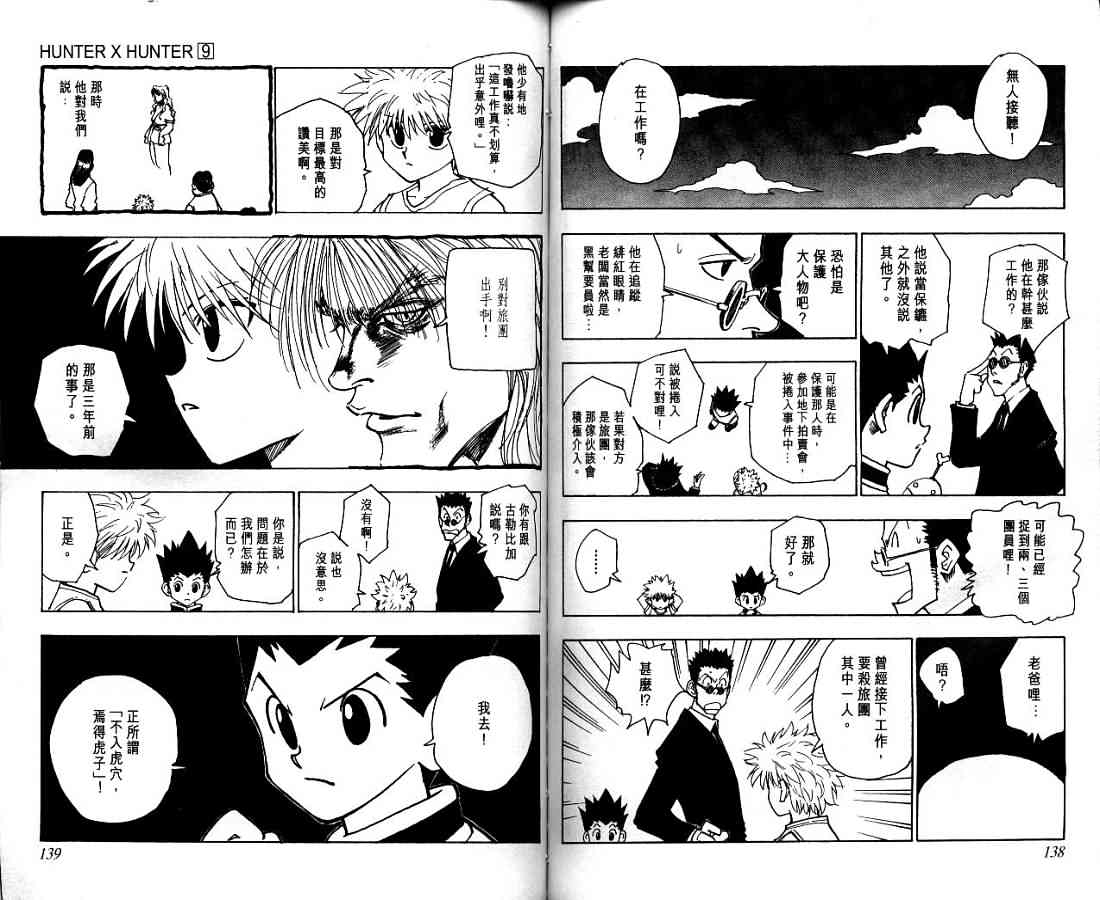 無人接聽！
在工作嗎？
那傢伙說
他在幹甚麼
工作的？
他說當保鑣，
之外就沒說
其他了。
恐怕是
保護
大人物吧？
他在追蹤
緋紅眼睛，
老闆當然是
黑幫要員啦…
可能是在
保護那人時，
參加地下拍賣會，
被捲入事件中…
說被捲入
可不對哩！
若果對方
是旅團，
那傢伙該會
積極介入。
可能已經
捉到兩、三個
團員哩！
那就
好了。
……
老爸哩…
唔？
曾經接下工作，
要殺旅團
其中一人。
甚麼!?
138
HUNTER X HUNTER 9
他少有地
發嚕囌說：
「這工作真不划算，
出乎意外哩。」
那是對
目標最高的
讚美啊。
那時
他對我們
說：
別對旅團
出手啊！
那是三年前
的事了。
你有跟
古勒比加
說嗎？
沒有啊！
說也
沒意思。
你是說，
問題在於
我們怎辦
而已？
正是。
我去！
正所謂
「不入虎穴，
焉得虎子」！
139